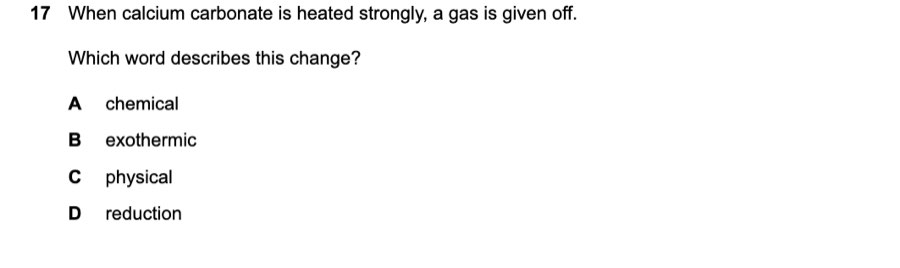 17 When calcium carbonate is heated strongly, a gas is given off.
Which word describes this change?
A chemical
B exothermic
C physical
D reduction